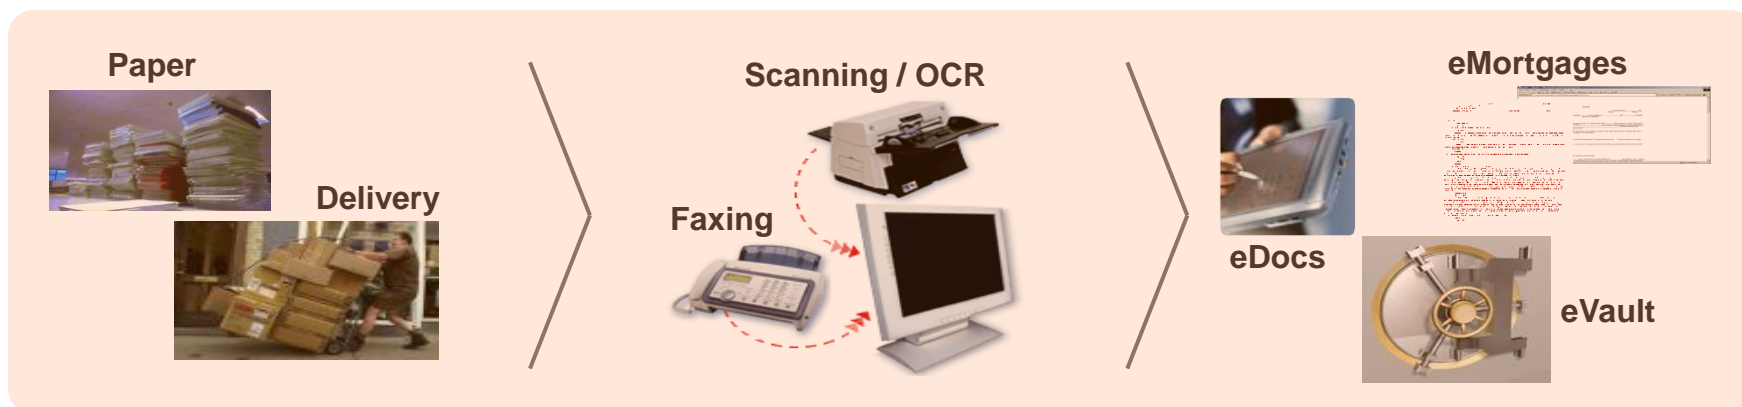 Paper
Delivery
Scanning / OCR
Faxing
eMortgages
eDocs
eVault